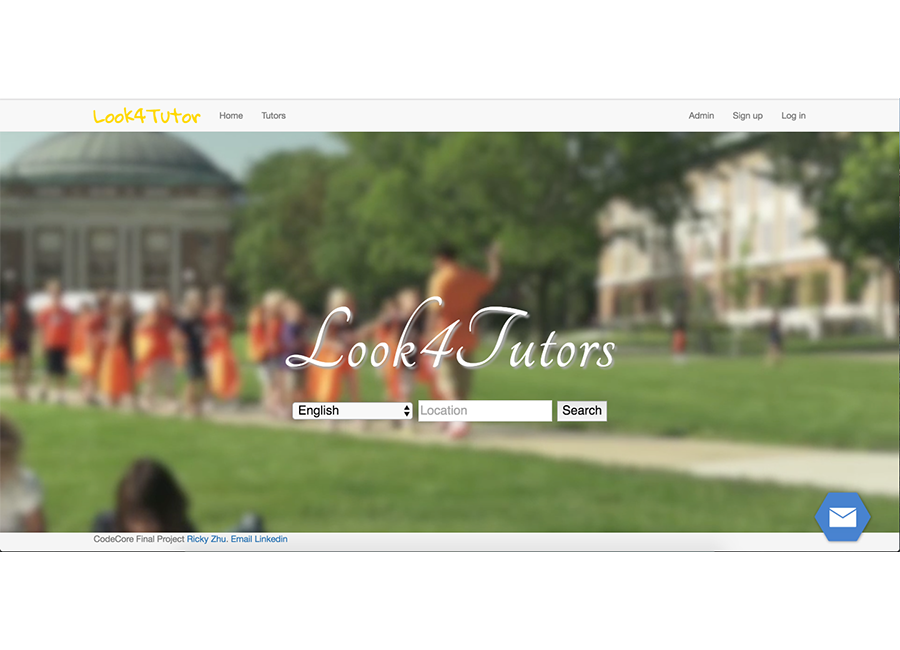 Look4Tutor Home Tutors Admin Sign up Log in
Look4Tutors
English Location Search
CodeCore Final Project Ricky Zhu. Email Linkedin